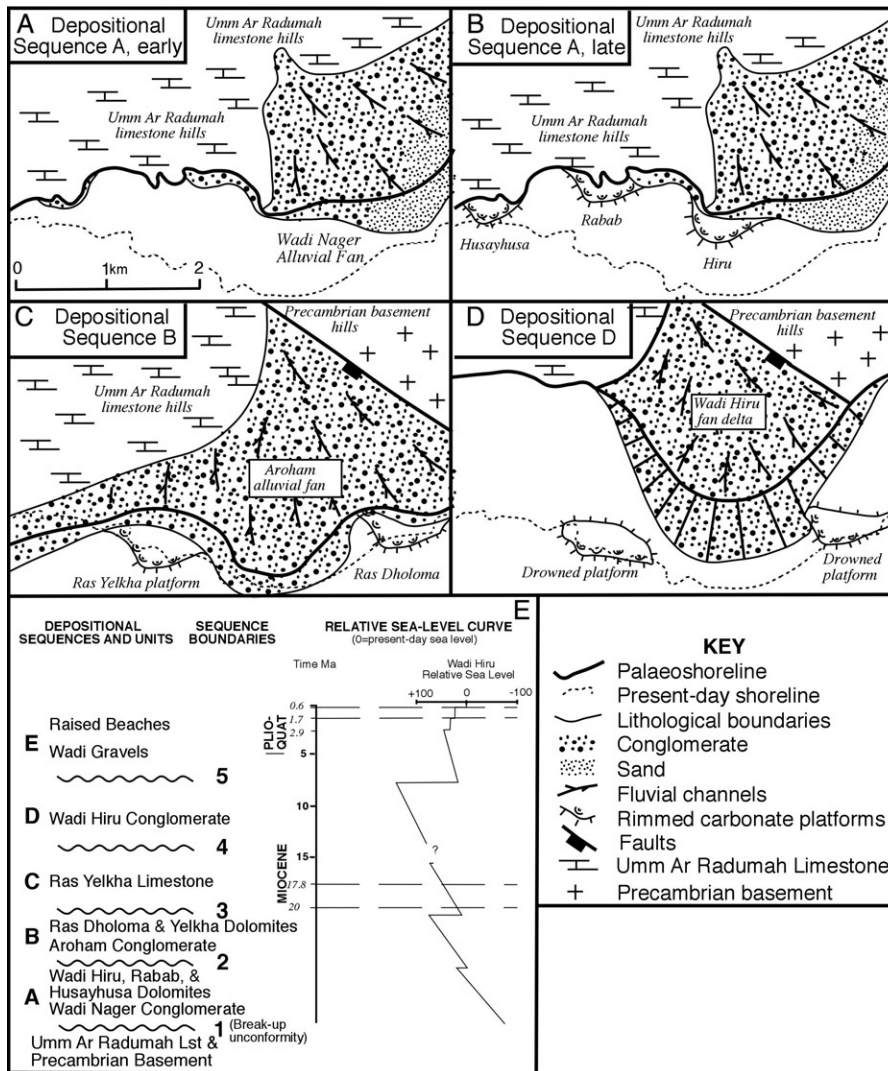 A Depositional
Sequence A, early
Umm Ar Radumah
limestone hills
Umm Ar Radumah
limestone hills
Wadi Nager
Alluvial Fan
0 1km 2
B Depositional
Sequence A, late
Umm Ar Radumah
limestone hills
Umm Ar Radumah
limestone hills
Husayhusa
Rabab
Hiru
C Depositional
Sequence B
Precambrian basement
hills
Umm Ar Radumah
limestone hills
Aroham
alluvial fan
Ras Yelkha platform
Ras Dholoma
D Depositional
Sequence D
Precambrian basement
hills
Wadi Hiru
fan delta
Drowned platform
Drowned
platform
E
DEPOSITIONAL
SEQUENCES AND UNITS
SEQUENCE
BOUNDARIES
RELATIVE SEA-LEVEL CURVE
(0=present-day sea level)
Time Ma
Wadi Hiru
Relative Sea Level
+100 0 -100
0.6
1.7
2.9
5
10
15
17.8
20
PLIO-
QUAT
MIOCENE
?
Raised Beaches
E
Wadi Gravels
5
D Wadi Hiru Conglomerate
4
C Ras Yelkha Limestone
3
B Ras Dholoma & Yelkha Dolomites
Aroham Conglomerate
2
A Wadi Hiru, Rabab, &
Husayhusa Dolomites
Wadi Nager Conglomerate
1 (Break-up
unconformity)
Umm Ar Radumah Lst &
Precambrian Basement
KEY
Palaeoshoreline
Present-day shoreline
Lithological boundaries
Conglomerate
Sand
Fluvial channels
Rimmed carbonate platforms
Faults
Umm Ar Radumah Limestone
Precambrian basement